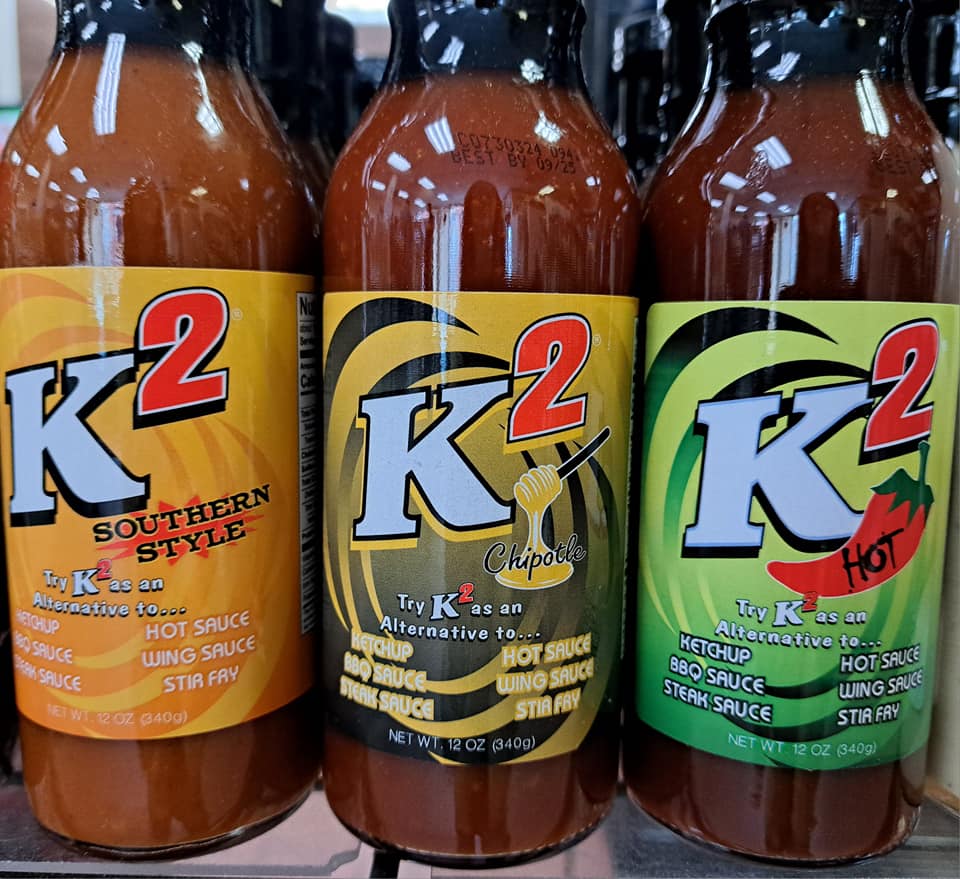 K2®
SOUTHERN
STYLE
Try K2 as an
Alternative to...
KETCHUP
BBQ SAUCE
STEAK SAUCE
HOT SAUCE
WING SAUCE
STIR FRY
NET WT. 12 OZ (340g)
C0730324 094
BEST BY 09/25
K2®
Chipotle
Try K2 as an
Alternative to...
KETCHUP
BBQ SAUCE
STEAK SAUCE
HOT SAUCE
WING SAUCE
STIR FRY
NET WT. 12 OZ (340g)
K2
HOT
Try K2 as an
Alternative to...
KETCHUP
BBQ SAUCE
STEAK SAUCE
HOT SAUCE
WING SAUCE
STIR FRY
NET WT. 12 OZ (340g)